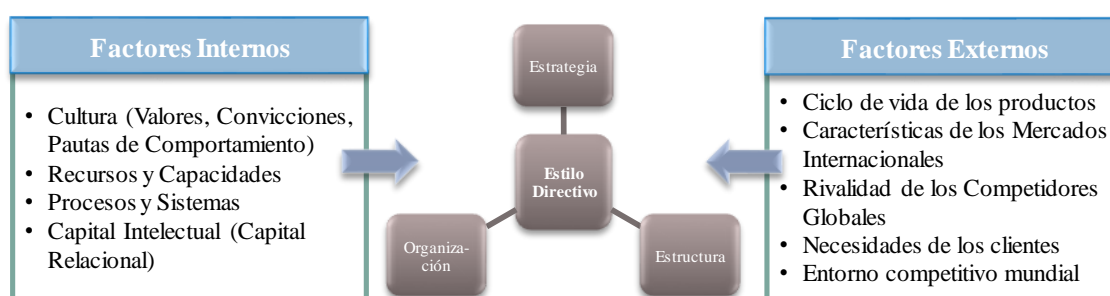 Factores Internos
• Cultura (Valores, Convicciones,
Pautas de Comportamiento)
• Recursos y Capacidades
• Procesos y Sistemas
• Capital Intelectual (Capital
Relacional)
Estrategia
Estilo
Directivo
Organiza-
ción
Estructura
Factores Externos
• Ciclo de vida de los productos
• Características de los Mercados
Internacionales
• Rivalidad de los Competidores
Globales
• Necesidades de los clientes
• Entorno competitivo mundial